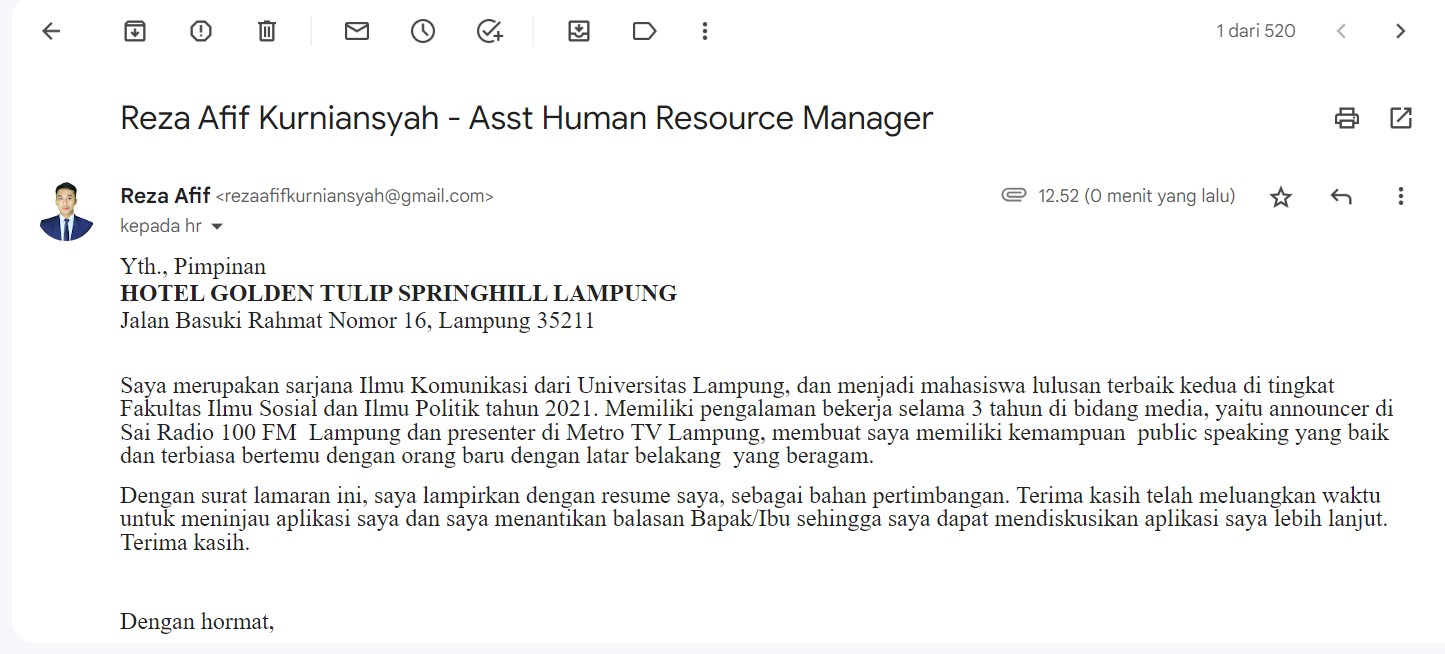 1 dari 520
Reza Afif Kurniansyah - Asst Human Resource Manager
Reza Afif <rezaafifkurniansyah@gmail.com>
12.52 (0 menit yang lalu)
kepada hr
Yth., Pimpinan
HOTEL GOLDEN TULIP SPRINGHILL LAMPUNG
Jalan Basuki Rahmat Nomor 16, Lampung 35211
Saya merupakan sarjana Ilmu Komunikasi dari Universitas Lampung, dan menjadi mahasiswa lulusan terbaik kedua di tingkat
Fakultas Ilmu Sosial dan Ilmu Politik tahun 2021. Memiliki pengalaman bekerja selama 3 tahun di bidang media, yaitu announcer di
Sai Radio 100 FM  Lampung dan presenter di Metro TV Lampung, membuat saya memiliki kemampuan  public speaking yang baik
dan terbiasa bertemu dengan orang baru dengan latar belakang  yang beragam.
Dengan surat lamaran ini, saya lampirkan dengan resume saya, sebagai bahan pertimbangan. Terima kasih telah meluangkan waktu
untuk meninjau aplikasi saya dan saya menantikan balasan Bapak/Ibu sehingga saya dapat mendiskusikan aplikasi saya lebih lanjut.
Terima kasih.
Dengan hormat,